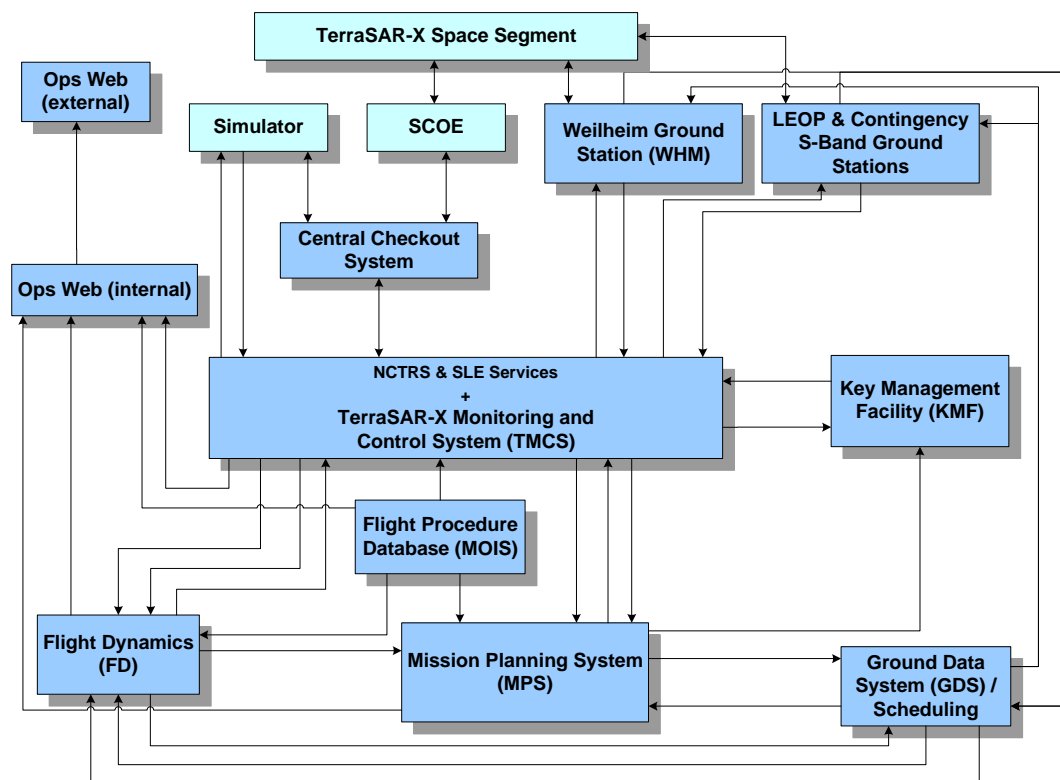 TerraSAR-X Space Segment
Ops Web
(external)
Simulator
SCOE
Weilheim Ground
Station (WHM)
LEOP & Contingency
S-Band Ground
Stations
Central Checkout
System
Ops Web (internal)
NCTRS & SLE Services
+
TerraSAR-X Monitoring and
Control System (TMCS)
Key Management
Facility (KMF)
Flight Procedure
Database (MOIS)
Flight Dynamics
(FD)
Mission Planning System
(MPS)
Ground Data
System (GDS) /
Scheduling